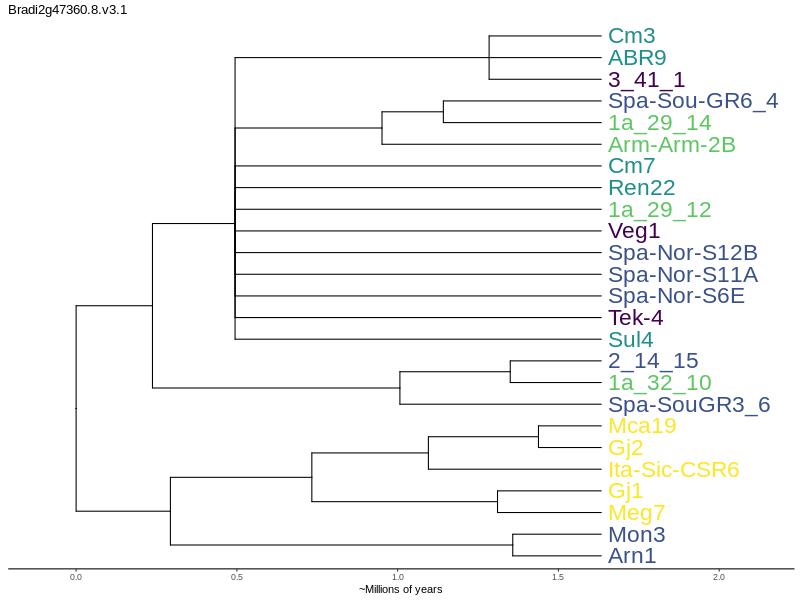 Bradi2g47360.8.v3.1
Cm3
ABR9
3_41_1
Spa-Sou-GR6_4
1a_29_14
Arm-Arm-2B
Cm7
Ren22
1a_29_12
Veg1
Spa-Nor-S12B
Spa-Nor-S11A
Spa-Nor-S6E
Tek-4
Sul4
2_14_15
1a_32_10
Spa-SouGR3_6
Mca19
Gj2
Ita-Sic-CSR6
Gj1
Meg7
Mon3
Arn1
0.0 0.5 1.0 1.5 2.0
~Millions of years